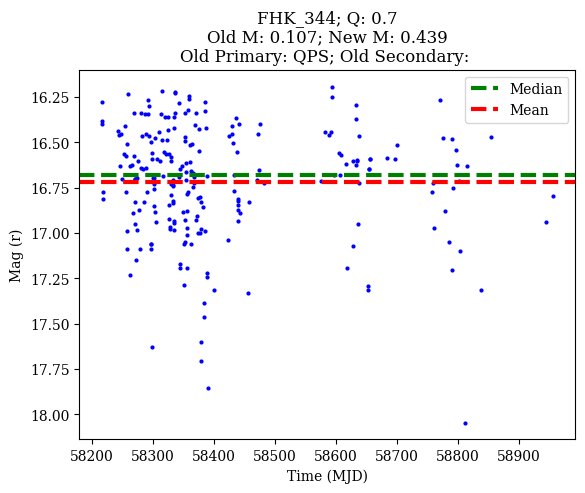 FHK_344; Q: 0.7
Old M: 0.107; New M: 0.439
Old Primary: QPS; Old Secondary:
Median
Mean
Mag (r)
16.25
16.50
16.75
17.00
17.25
17.50
17.75
18.00
58200 58300 58400 58500 58600 58700 58800 58900
Time (MJD)